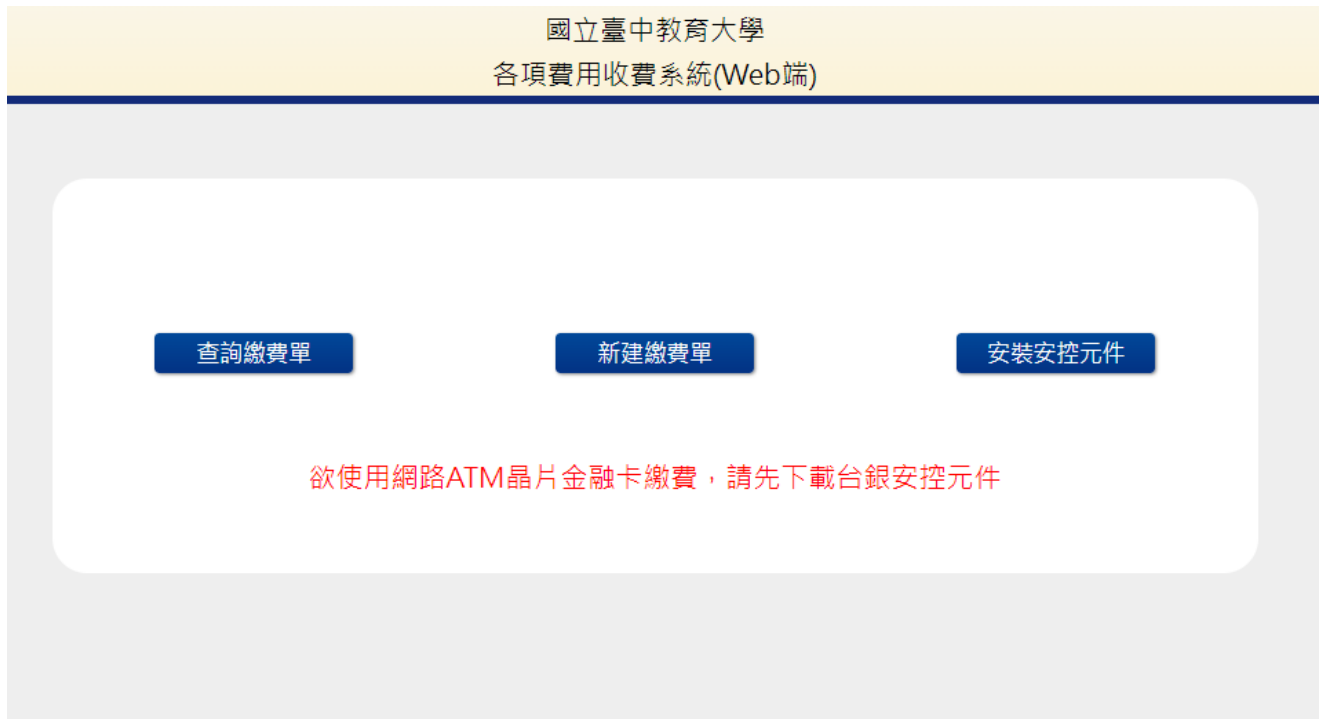 國立臺中教育大學
各項費用收費系統(Web端)
查詢繳費單
新建繳費單
安裝安控元件
欲使用網路ATM晶片金融卡繳費，請先下載台銀安控元件